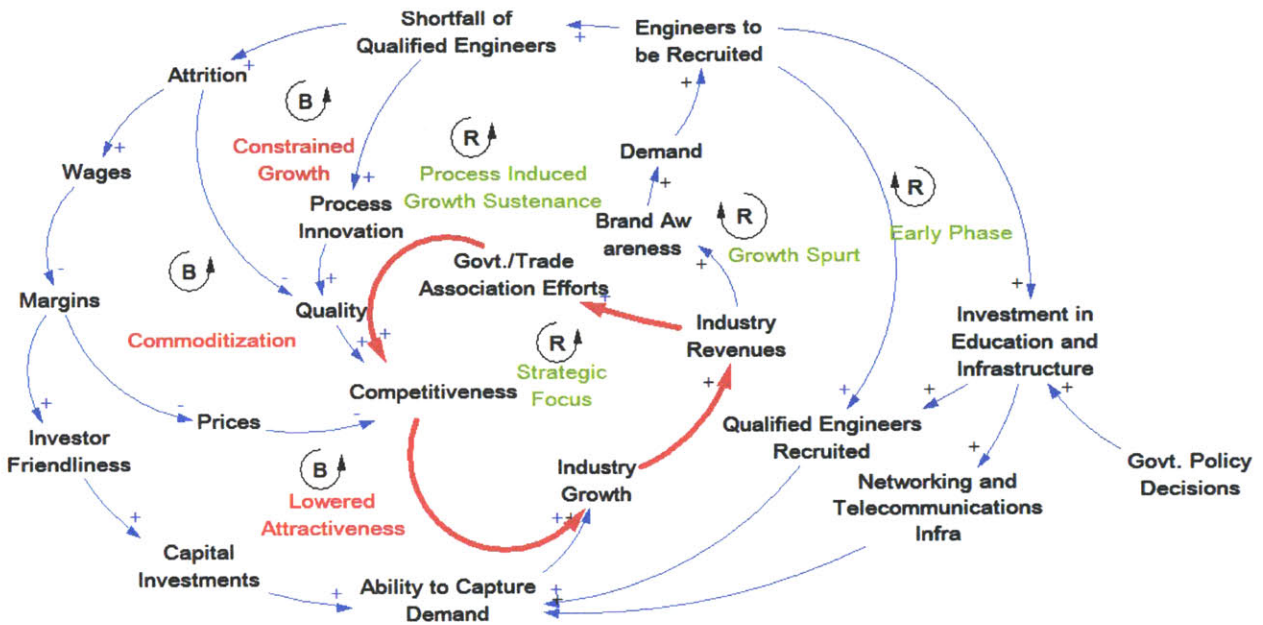 Shortfall of
Qualified Engineers
Engineers to
be Recruited
Attrition
B
Constrained
Growth
R
Process Induced
Growth Sustenance
Demand
Wages
Process
Innovation
Brand Aw
areness
R
Growth Spurt
R
Early Phase
B
Govt./Trade
Association Efforts
Margins
Quality
Commoditization
Industry
Revenues
Investment in
Education and
Infrastructure
R
Strategic
Focus
Competitiveness
Prices
Qualified Engineers
Recruited
Investor
Friendliness
B
Lowered
Attractiveness
Industry
Growth
Networking and
Telecommunications
Infra
Govt. Policy
Decisions
Capital
Investments
Ability to Capture
Demand